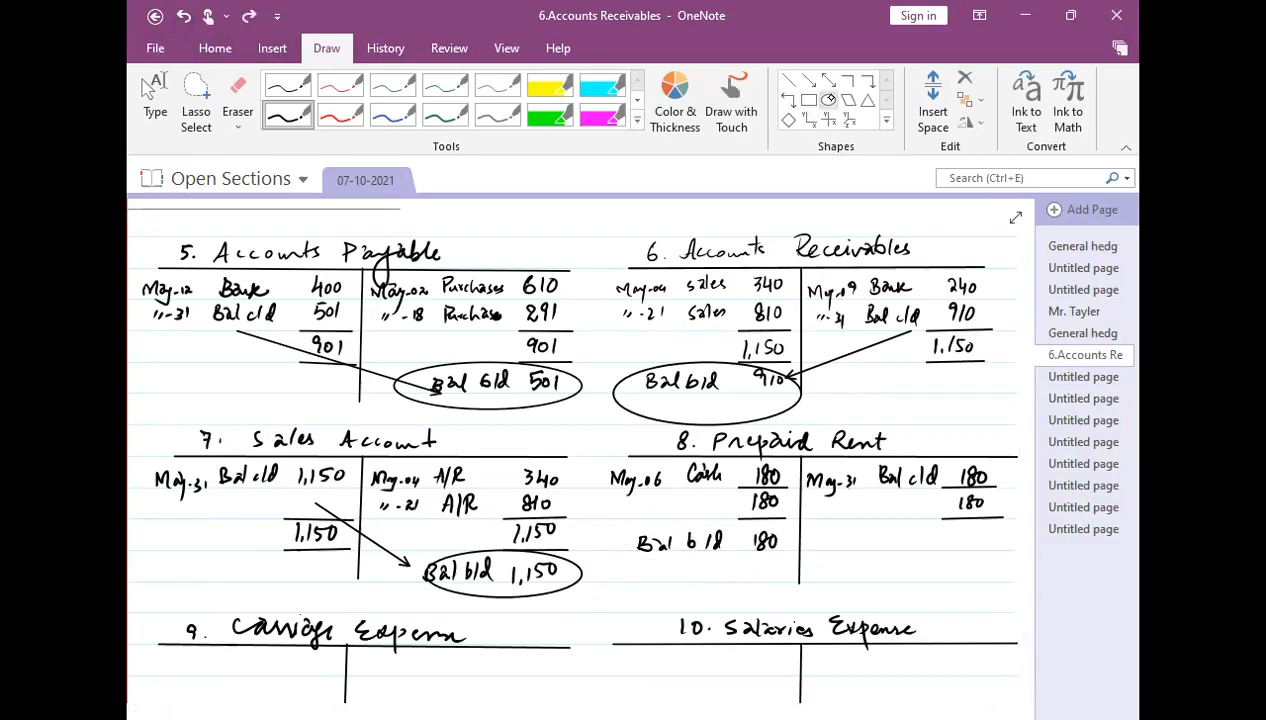 6.Accounts Receivables - OneNote
Sign in
File Home Insert Draw History Review View Help
Type
Lasso Select
Eraser
Color & Thickness
Draw with Touch
Insert Space
Ink to Text
Ink to Math
Tools
Shapes
Edit
Convert
Open Sections
07-10-2021
Search (Ctrl+E)
Add Page
General hedg
Untitled page
Untitled page
Mr. Tayler
General hedg
6.Accounts Re
Untitled page
Untitled page
Untitled page
Untitled page
Untitled page
Untitled page
Untitled page
Untitled page
5. Accounts Payable
May-12 Bank 400 May-02 Purchases 610
"-31 Bal c/d 501 "-18 Purchases 291
901 901
Bal b/d 501
6. Accounts Receivables
May-04 Sales 340 May-09 Bank 240
"-21 Sales 810 "-31 Bal c/d 910
1,150 1,150
Bal b/d 910
7. Sales Account
May-31 Bal c/d 1,150 May-04 A/R 340
"-21 A/R 810
1,150 1,150
Bal b/d 1,150
8. Prepaid Rent
May-06 Cash 180 May-31 Bal c/d 180
180 180
Bal b/d 180
9. Carriage Expense
10. Salaries Expense